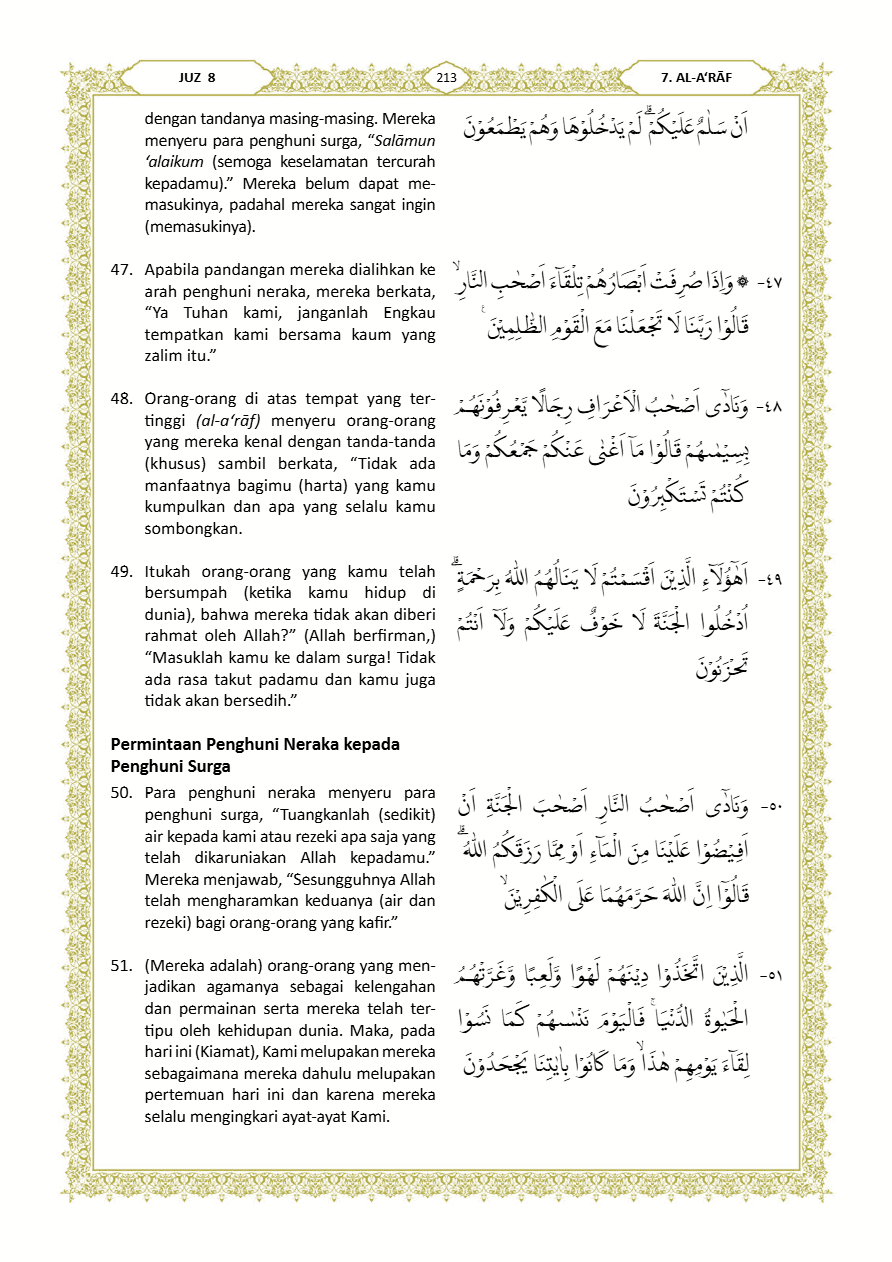 JUZ 8
213
7. AL-A‘RĀF
dengan tandanya masing-masing. Mereka
menyeru para penghuni surga, “Salāmun
‘alaikum (semoga keselamatan tercurah
kepadamu).” Mereka belum dapat me-
masukinya, padahal mereka sangat ingin
(memasukinya).
اَنْ سَلٰمٌ عَلَيْكُمْۗ لَمْ يَدْخُلُوْهَا وَهُمْ يَطْمَعُوْنَ
47. Apabila pandangan mereka dialihkan ke
arah penghuni neraka, mereka berkata,
“Ya Tuhan kami, janganlah Engkau
tempatkan kami bersama kaum yang
zalim itu.”
٤٧- ۞ وَاِذَا صُرِفَتْ اَبْصَارُهُمْ تِلْقَاۤءَ اَصْحٰبِ النَّارِۙ
قَالُوْا رَبَّنَا لَا تَجْعَلْنَا مَعَ الْقَوْمِ الظّٰلِمِيْنَ ࣖ
48. Orang-orang di atas tempat yang ter-
tinggi (al-a‘rāf) menyeru orang-orang
yang mereka kenal dengan tanda-tanda
(khusus) sambil berkata, “Tidak ada
manfaatnya bagimu (harta) yang kamu
kumpulkan dan apa yang selalu kamu
sombongkan.
٤٨- وَنَادٰٓى اَصْحٰبُ الْاَعْرَافِ رِجَالًا يَّعْرِفُوْنَهُمْ
بِسِيْمٰىهُمْ قَالُوْا مَآ اَغْنٰى عَنْكُمْ جَمْعُكُمْ وَمَا
كُنْتُمْ تَسْتَكْبِرُوْنَ
49. Itukah orang-orang yang kamu telah
bersumpah (ketika kamu hidup di
dunia), bahwa mereka tidak akan diberi
rahmat oleh Allah?” (Allah berfirman,)
“Masuklah kamu ke dalam surga! Tidak
ada rasa takut padamu dan kamu juga
tidak akan bersedih.”
٤٩- اَهٰٓؤُلَاۤءِ الَّذِيْنَ اَقْسَمْتُمْ لَا يَنَالُهُمُ اللّٰهُ بِرَحْمَةٍۗ
اُدْخُلُوا الْجَنَّةَ لَا خَوْفٌ عَلَيْكُمْ وَلَآ اَنْتُمْ
تَحْزَنُوْنَ
Permintaan Penghuni Neraka kepada
Penghuni Surga
50. Para penghuni neraka menyeru para
penghuni surga, “Tuangkanlah (sedikit)
air kepada kami atau rezeki apa saja yang
telah dikaruniakan Allah kepadamu.”
Mereka menjawab, “Sesungguhnya Allah
telah mengharamkan keduanya (air dan
rezeki) bagi orang-orang yang kafir.”
٥٠- وَنَادٰٓى اَصْحٰبُ النَّارِ اَصْحٰبَ الْجَنَّةِ اَنْ
اَفِيْضُوْا عَلَيْنَا مِنَ الْمَاۤءِ اَوْ مِمَّا رَزَقَكُمُ اللّٰهُۗ
قَالُوْٓا اِنَّ اللّٰهَ حَرَّمَهُمَا عَلَى الْكٰفِرِيْنَۙ
51. (Mereka adalah) orang-orang yang men-
jadikan agamanya sebagai kelengahan
dan permainan serta mereka telah ter-
tipu oleh kehidupan dunia. Maka, pada
hari ini (Kiamat), Kami melupakan mereka
sebagaimana mereka dahulu melupakan
pertemuan hari ini dan karena mereka
selalu mengingkari ayat-ayat Kami.
٥١- الَّذِيْنَ اتَّخَذُوْا دِيْنَهُمْ لَهْوًا وَّلَعِبًا وَّغَرَّتْهُمُ
الْحَيٰوةُ الدُّنْيَاۚ فَالْيَوْمَ نَنْسٰىهُمْ كَمَا نَسُوْا
لِقَاۤءَ يَوْمِهِمْ هٰذَاۙ وَمَا كَانُوْا بِاٰيٰتِنَا يَجْحَدُوْنَ